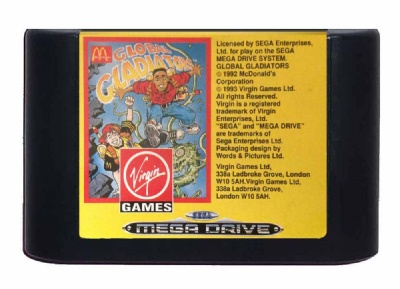 GLOBAL
GLADIATORS
Virgin
GAMES
Licensed by SEGA Enterprises,
Ltd. for play on the SEGA
MEGA DRIVE SYSTEM.
GLOBAL GLADIATORS
© 1992 McDonald's
Corporation
© 1993 Virgin Games Ltd.
All rights Reserved.
Virgin is a registered
trademark of Virgin
Enterprises, Ltd.
"SEGA" and "MEGA DRIVE"
are trademarks of
Sega Enterprises Ltd.
Packaging design by
Words & Pictures Ltd.
Virgin Games Ltd,
338a Ladbroke Grove, London
W10 5AH.Virgin Games Ltd,
338a Ladbroke Grove,
London W10 5AH.
SEGA
MEGA DRIVE